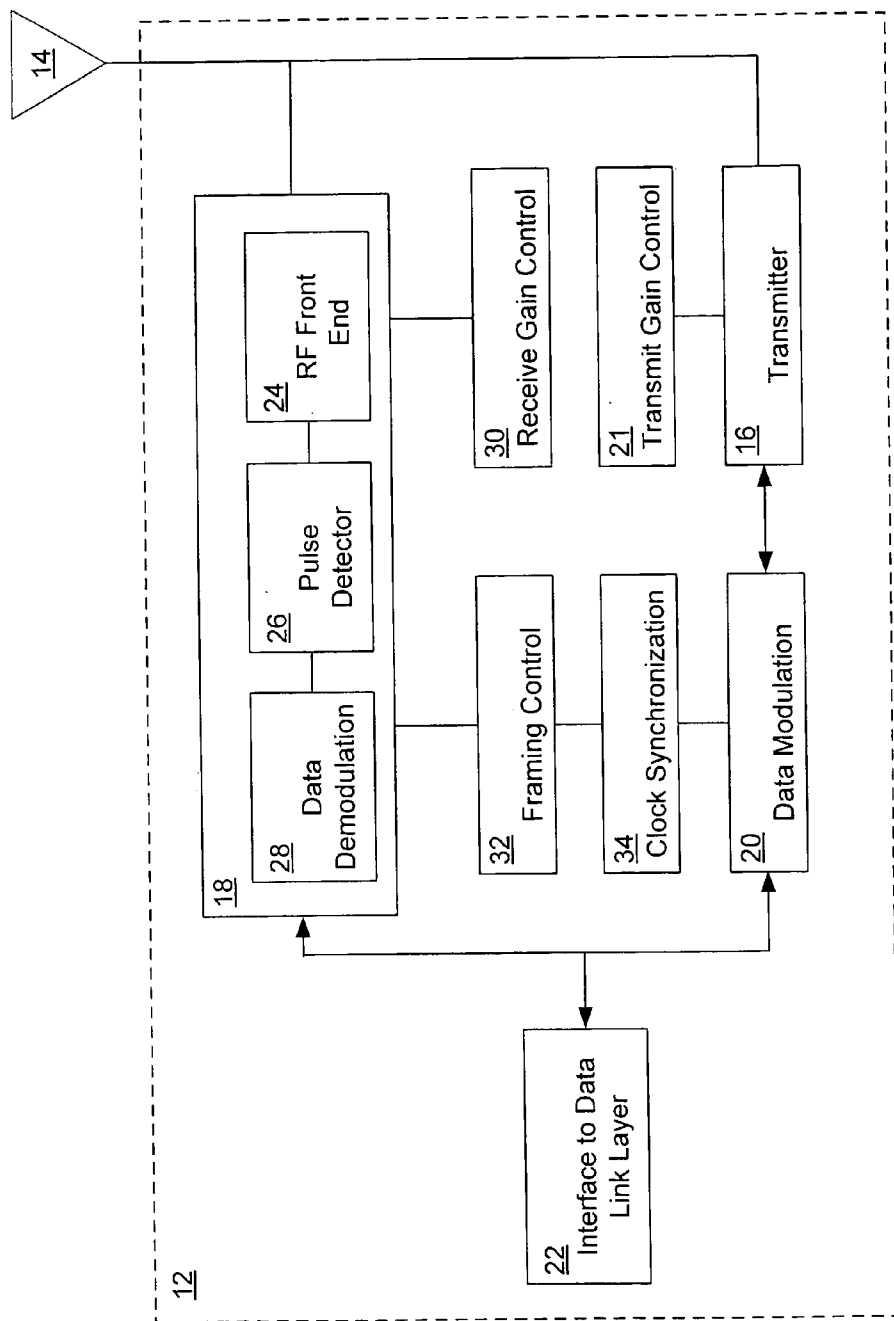 12
14
18
28
Data
Demodulation
26
Pulse
Detector
24
RF Front
End
32
Framing Control
30
Receive Gain Control
22
Interface to Data
Link Layer
34
Clock Synchronization
21
Transmit Gain Control
20
Data Modulation
16
Transmitter